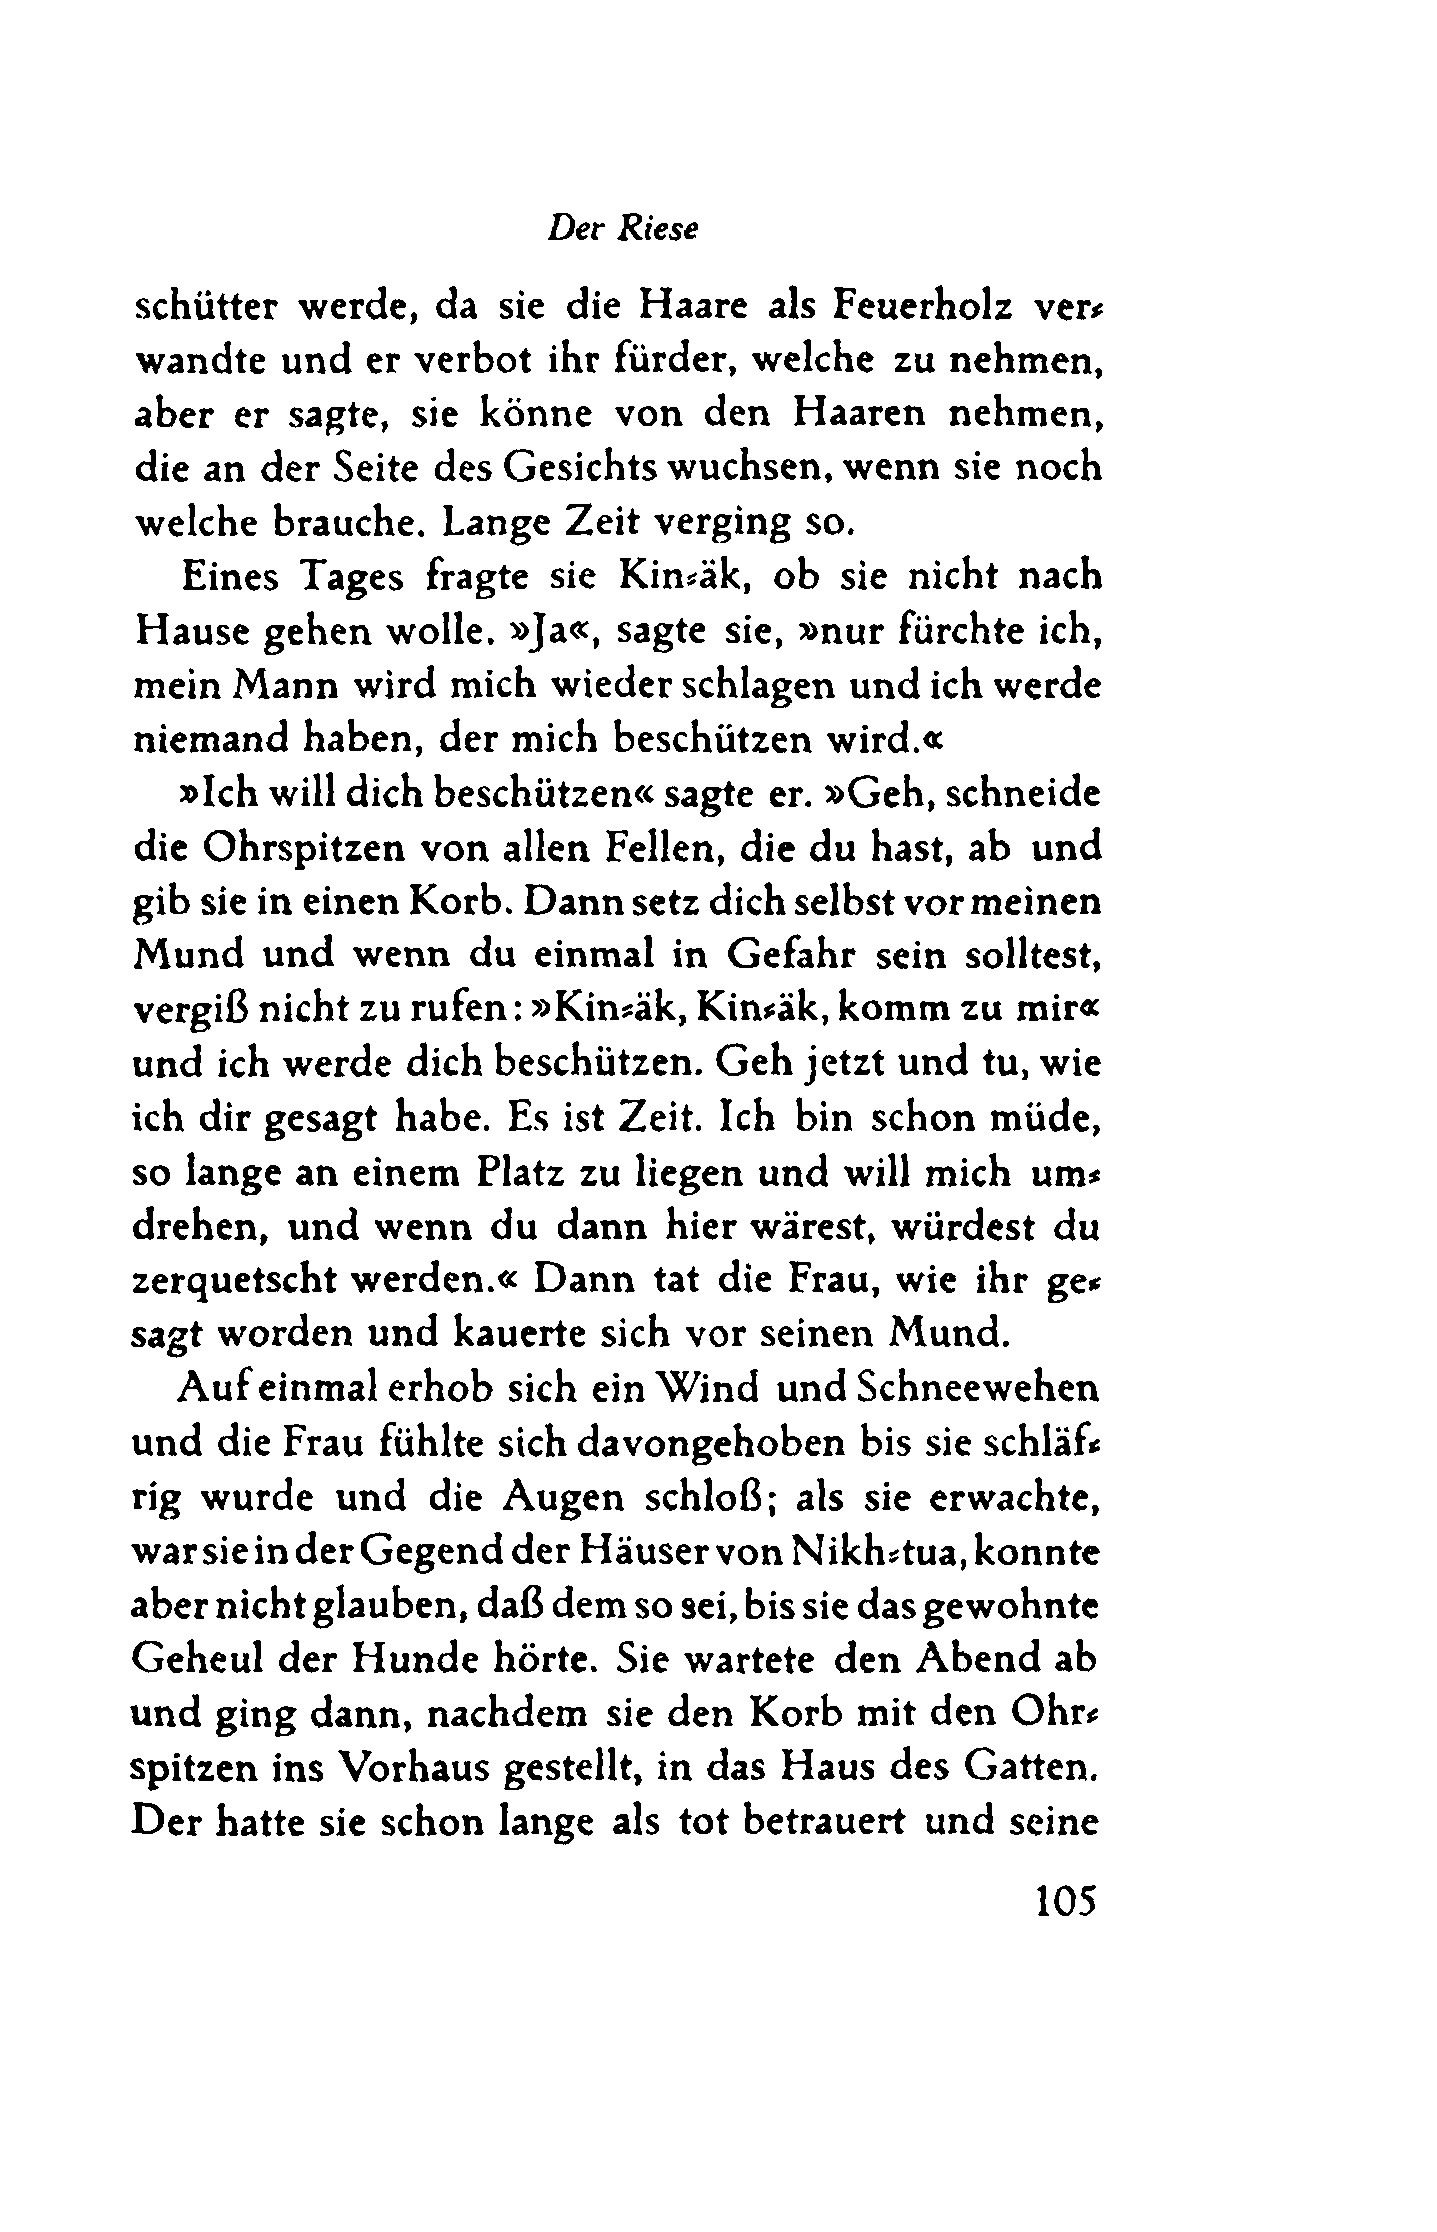 Der Riese
schütter werde, da sie die Haare als Feuerholz ver-
wandte und er verbot ihr fürder, welche zu nehmen,
aber er sagte, sie könne von den Haaren nehmen,
die an der Seite des Gesichts wuchsen, wenn sie noch
welche brauche. Lange Zeit verging so.
Eines Tages fragte sie Kin-äk, ob sie nicht nach
Hause gehen wolle. »Ja«, sagte sie, »nur fürchte ich,
mein Mann wird mich wieder schlagen und ich werde
niemand haben, der mich beschützen wird.«
»Ich will dich beschützen« sagte er. »Geh, schneide
die Ohrspitzen von allen Fellen, die du hast, ab und
gib sie in einen Korb. Dann setz dich selbst vor meinen
Mund und wenn du einmal in Gefahr sein solltest,
vergiß nicht zu rufen: »Kin-äk, Kin-äk, komm zu mir«
und ich werde dich beschützen. Geh jetzt und tu, wie
ich dir gesagt habe. Es ist Zeit. Ich bin schon müde,
so lange an einem Platz zu liegen und will mich um-
drehen, und wenn du dann hier wärest, würdest du
zerquetscht werden.« Dann tat die Frau, wie ihr ge-
sagt worden und kauerte sich vor seinen Mund.
Auf einmal erhob sich ein Wind und Schneewehen
und die Frau fühlte sich davongehoben bis sie schläf-
rig wurde und die Augen schloß; als sie erwachte,
war sie in der Gegend der Häuser von Nikh-tua, konnte
aber nicht glauben, daß dem so sei, bis sie das gewohnte
Geheul der Hunde hörte. Sie wartete den Abend ab
und ging dann, nachdem sie den Korb mit den Ohr-
spitzen ins Vorhaus gestellt, in das Haus des Gatten.
Der hatte sie schon lange als tot betrauert und seine
105